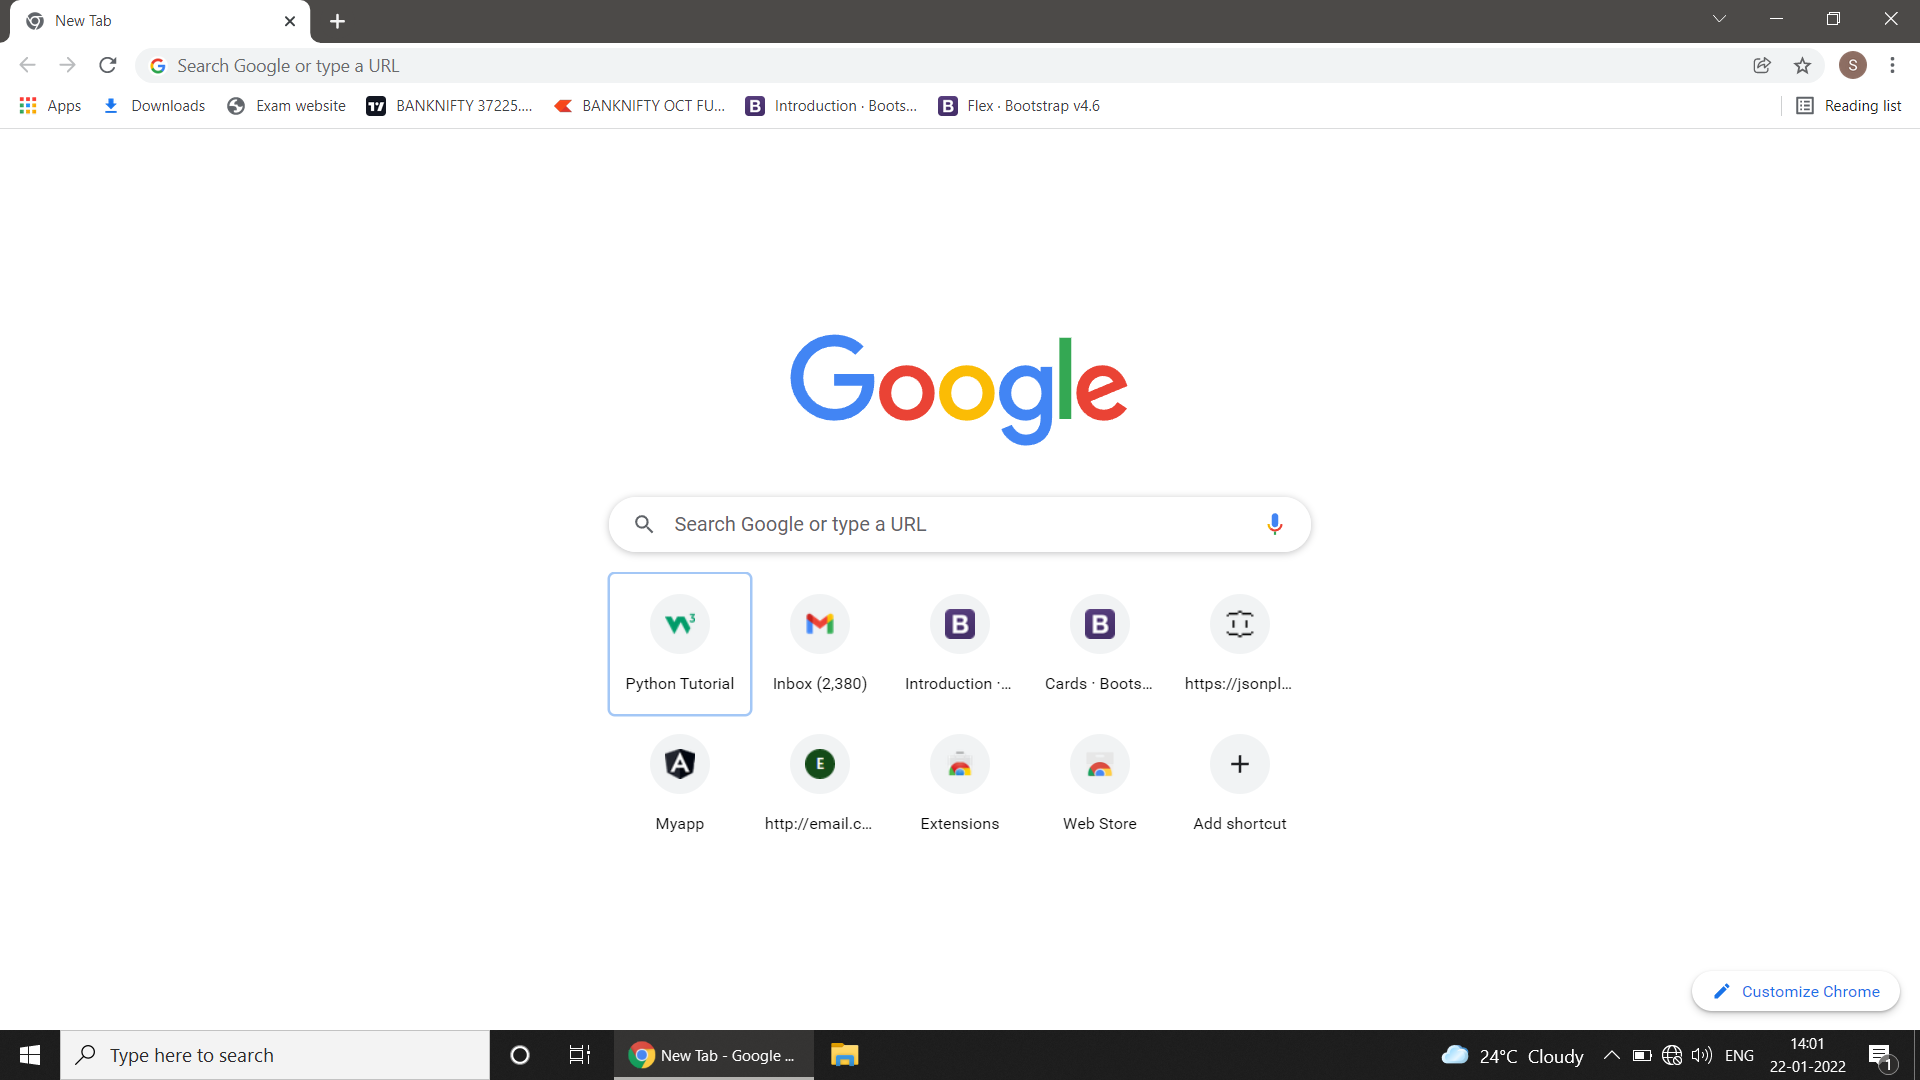 New Tab
Search Google or type a URL
S
Apps
Downloads
Exam website
BANKNIFTY 37225....
BANKNIFTY OCT FU...
Introduction · Boots...
Flex · Bootstrap v4.6
Reading list
Google
Search Google or type a URL
Python Tutorial
Inbox (2,380)
Introduction ·...
Cards · Boots...
https://jsonpl...
E
Myapp
http://email.c...
Extensions
Web Store
Add shortcut
Customize Chrome
Type here to search
New Tab - Google ...
24°C Cloudy
ENG
14:01
22-01-2022
1